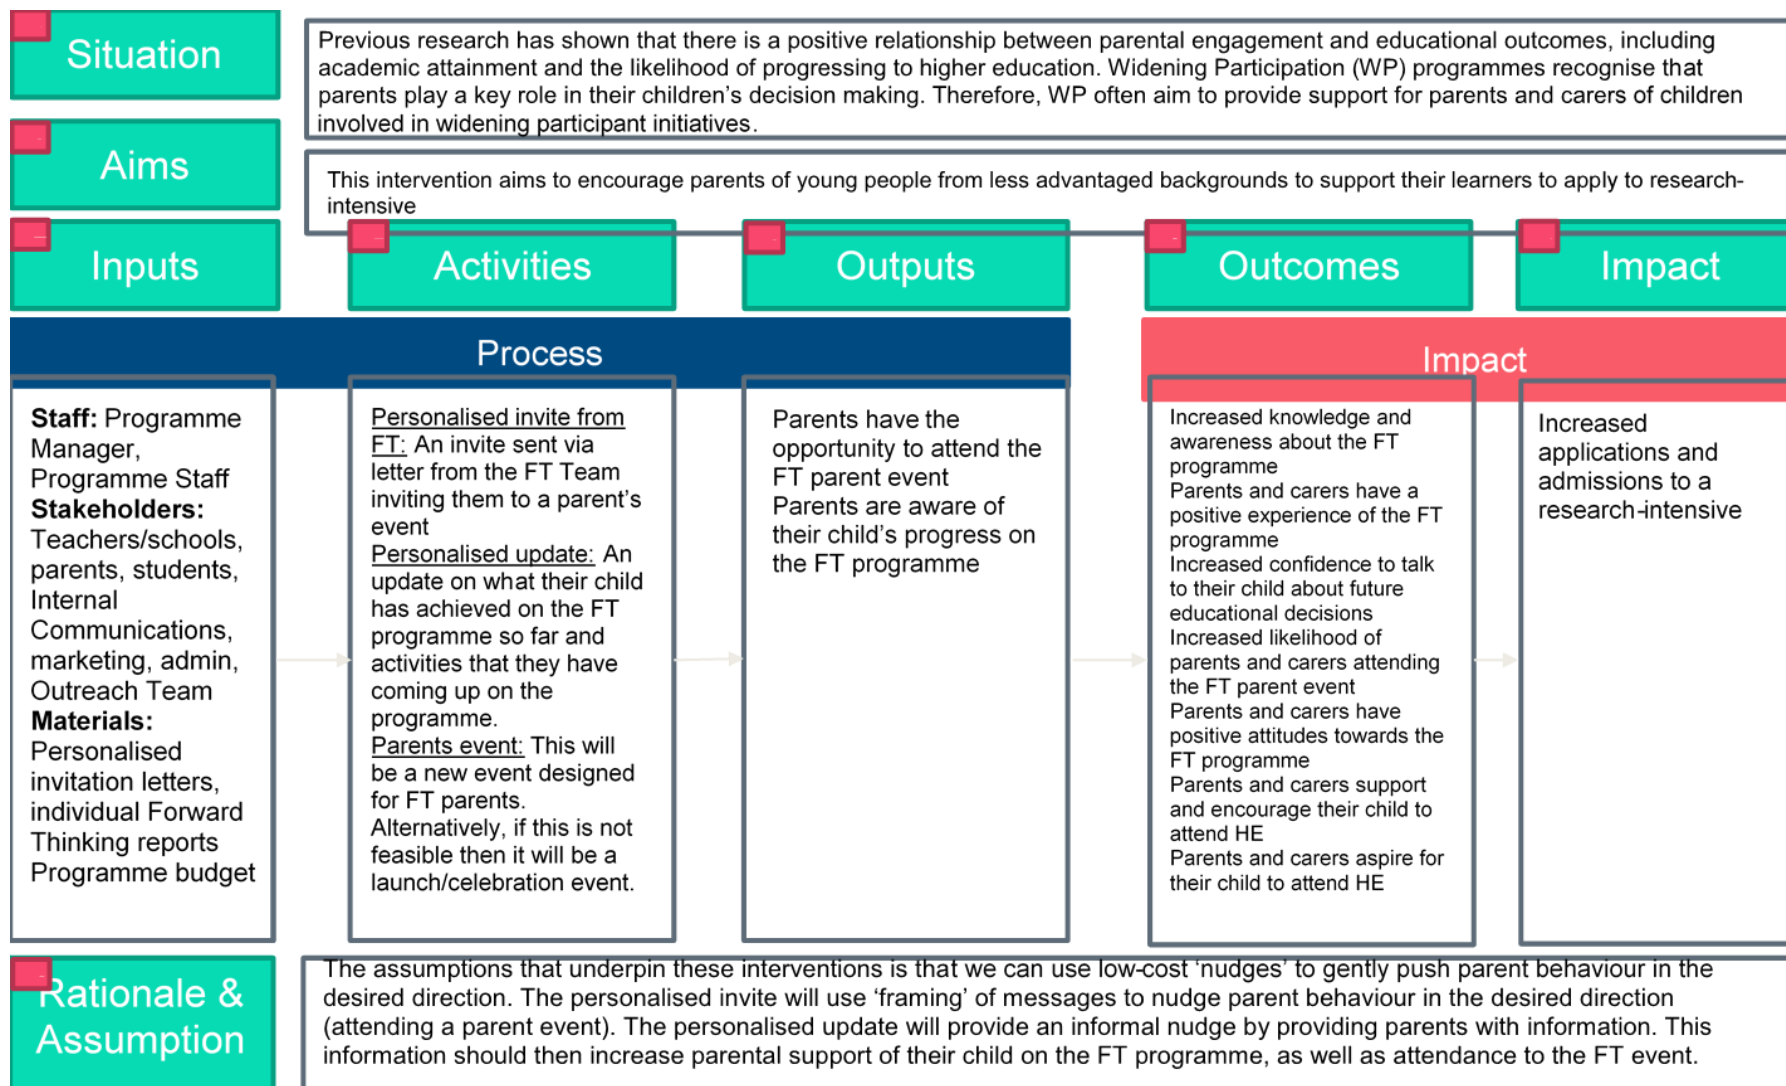 Situation
Previous research has shown that there is a positive relationship between parental engagement and educational outcomes, including
academic attainment and the likelihood of progressing to higher education. Widening Participation (WP) programmes recognise that
parents play a key role in their children's decision making. Therefore, WP often aim to provide support for parents and carers of children
involved in widening participant initiatives.
Aims
This intervention aims to encourage parents of young people from less advantaged backgrounds to support their learners to apply to research-
intensive
Inputs
Activities
Outputs
Outcomes
Impact
Process
Impact
Staff: Programme
Manager,
Programme Staff
Stakeholders:
Teachers/schools,
parents, students,
Internal
Communications,
marketing, admin,
Outreach Team
Materials:
Personalised
invitation letters,
individual Forward
Thinking reports
Programme budget
Personalised invite from
FT: An invite sent via
letter from the FT Team
inviting them to a parent's
event
Personalised update: An
update on what their child
has achieved on the FT
programme so far and
activities that they have
coming up on the
programme.
Parents event: This will
be a new event designed
for FT parents.
Alternatively, if this is not
feasible then it will be a
launch/celebration event.
Parents have the
opportunity to attend the
FT parent event
Parents are aware of
their child's progress on
the FT programme
Increased knowledge and
awareness about the FT
programme
Parents and carers have a
positive experience of the FT
programme
Increased confidence to talk
to their child about future
educational decisions
Increased likelihood of
parents and carers attending
the FT parent event
Parents and carers have
positive attitudes towards the
FT programme
Parents and carers support
and encourage their child to
attend HE
Parents and carers aspire for
their child to attend HE
Increased
applications and
admissions to a
research-intensive
Rationale &
Assumption
The assumptions that underpin these interventions is that we can use low-cost 'nudges' to gently push parent behaviour in the
desired direction. The personalised invite will use 'framing' of messages to nudge parent behaviour in the desired direction
(attending a parent event). The personalised update will provide an informal nudge by providing parents with information. This
information should then increase parental support of their child on the FT programme, as well as attendance to the FT event.